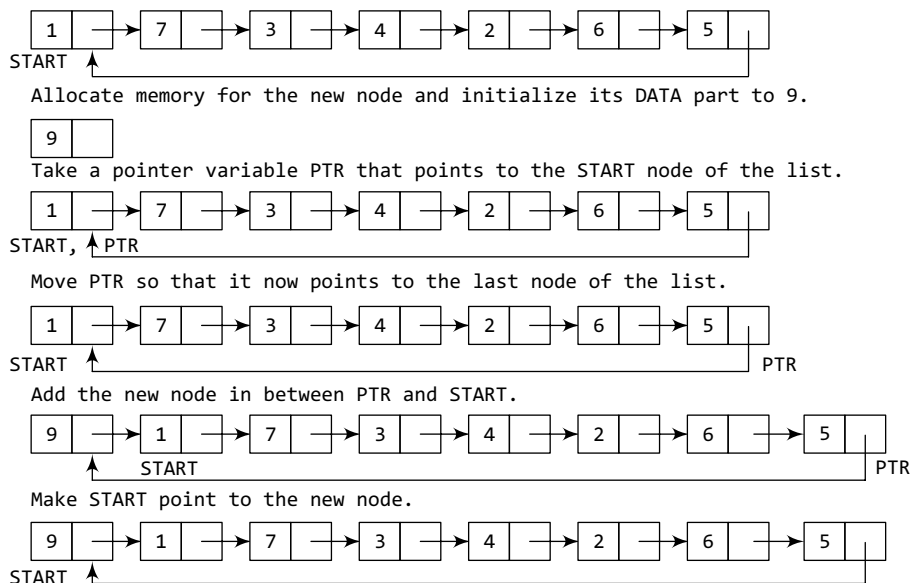 1 7 3 4 2 6 5
START
Allocate memory for the new node and initialize its DATA part to 9.
9
Take a pointer variable PTR that points to the START node of the list.
1 7 3 4 2 6 5
START, PTR
Move PTR so that it now points to the last node of the list.
1 7 3 4 2 6 5
START PTR
Add the new node in between PTR and START.
9 1 7 3 4 2 6 5
START PTR
Make START point to the new node.
9 1 7 3 4 2 6 5
START